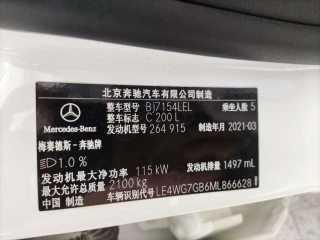 北京奔驰汽车有限公司制造
整车型号 BJ7154LEL 乘坐人数 5
整车标志 C 200 L
发动机型号 264 915 制造年月 2021-03
Mercedes-Benz
梅赛德斯-奔驰牌
1.0 %
发动机最大净功率 115 kW 发动机排量 1497 mL
最大允许总质量 2100 kg
中国 制造 车辆识别代号 LE4WG7GB6ML866628